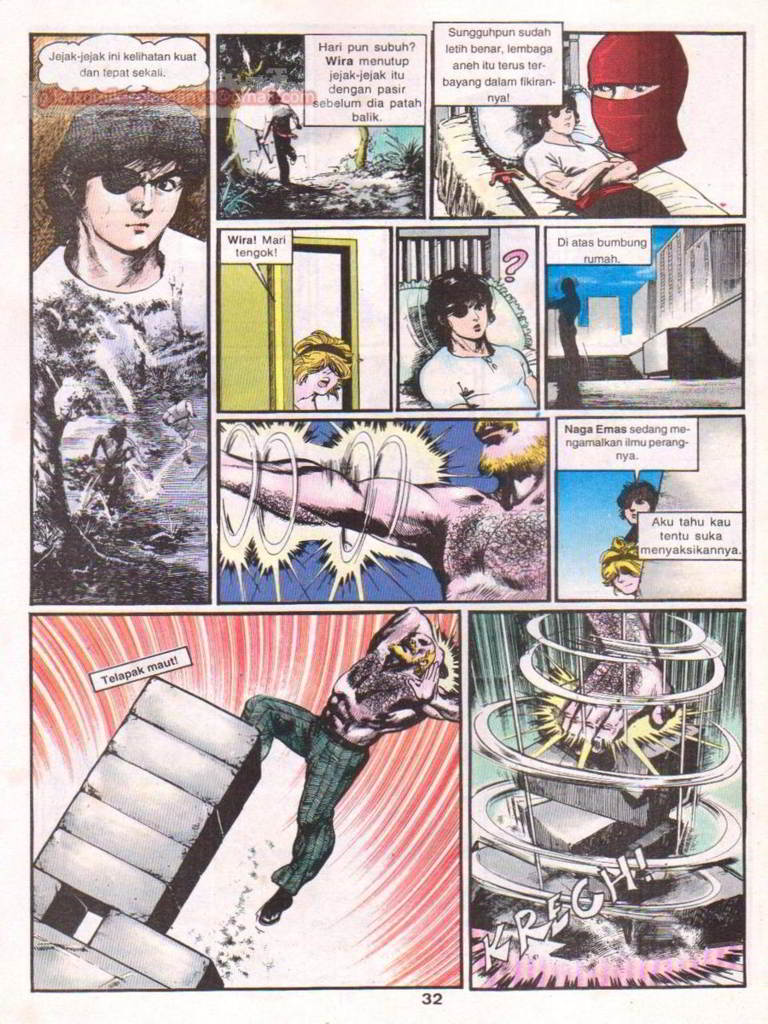 Jejak-jejak ini kelihatan kuat
dan tepat sekali.
Hari pun subuh?
Wira menutup
jejak-jejak itu
dengan pasir
sebelum dia patah
balik.
Sungguhpun sudah
letih benar, lembaga
aneh itu terus ter-
bayang dalam fikiran-
nya!
Wira! Mari
tengok!
?
Di atas bumbung
rumah.
Naga Emas sedang me-
ngamalkan ilmu perang-
nya.
Aku tahu kau
tentu suka
menyaksikannya.
Telapak maut!
KRECH!
32